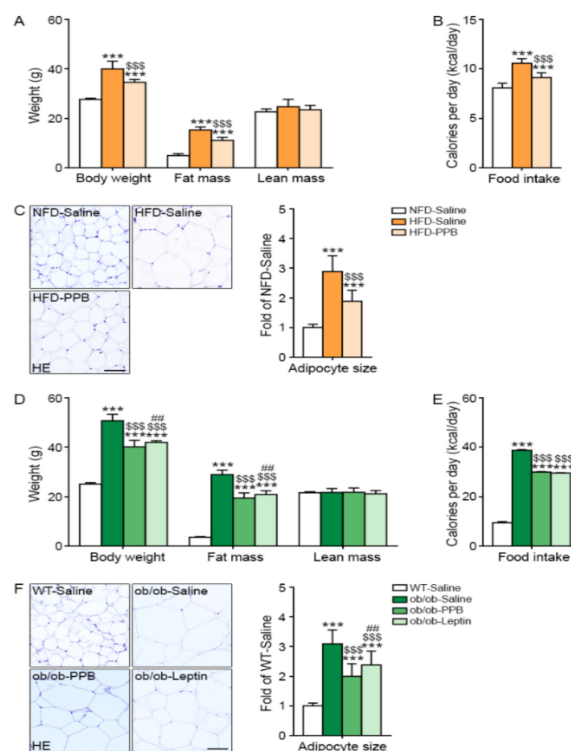 A
Weight (g)
60
40
20
0
***
$$$
***
***
$$$
***
Body weight
Fat mass
Lean mass
B
Calories per day (kcal/day)
15
10
5
0
***
$$$
***
Food intake
C
NFD-Saline
HFD-Saline
HFD-PPB
HE
Fold of NFD-Saline
5
4
3
2
1
0
***
$$$
***
Adipocyte size
NFD-Saline
HFD-Saline
HFD-PPB
D
Weight (g)
60
40
20
0
***
$$$
***
##
$$$
***
***
$$$
***
##
$$$
***
Body weight
Fat mass
Lean mass
E
Calories per day (kcal/day)
60
40
20
0
***
$$$
***
$$$
***
Food intake
F
WT-Saline
ob/ob-Saline
ob/ob-PPB
ob/ob-Leptin
HE
Fold of WT-Saline
5
4
3
2
1
0
***
$$$
***
##
$$$
***
Adipocyte size
WT-Saline
ob/ob-Saline
ob/ob-PPB
ob/ob-Leptin